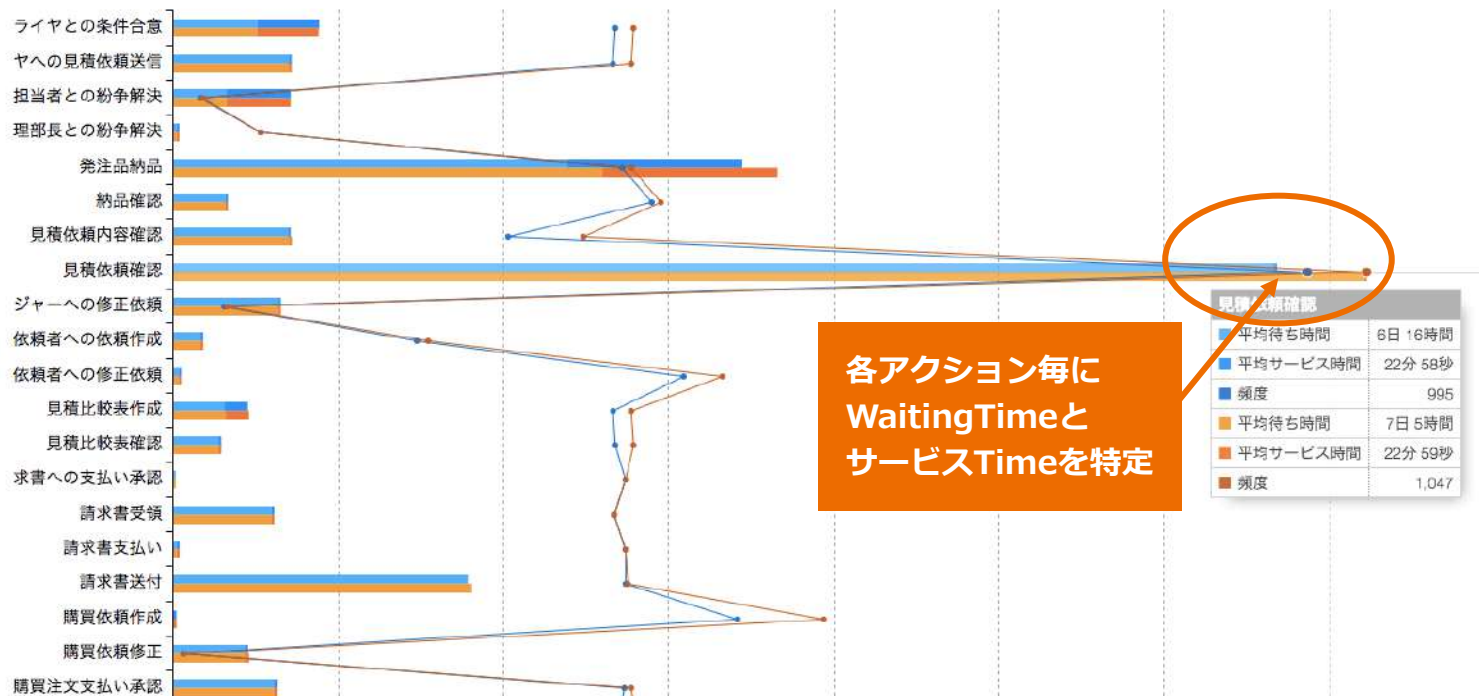 ライヤとの条件合意
ヤへの見積依頼送信
担当者との紛争解決
理部長との紛争解決
発注品納品
納品確認
見積依頼内容確認
見積依頼確認
ジャーへの修正依頼
依頼者への依頼作成
依頼者への修正依頼
見積比較表作成
見積比較表確認
求書への支払い承認
請求書受領
請求書支払い
請求書送付
購買依頼作成
購買依頼修正
購買注文支払い承認
各アクション毎に
WaitingTimeと
サービスTimeを特定
見積依頼確認
平均待ち時間 6日 16時間
平均サービス時間 22分 58秒
頻度 995
平均待ち時間 7日 5時間
平均サービス時間 22分 59秒
頻度 1,047